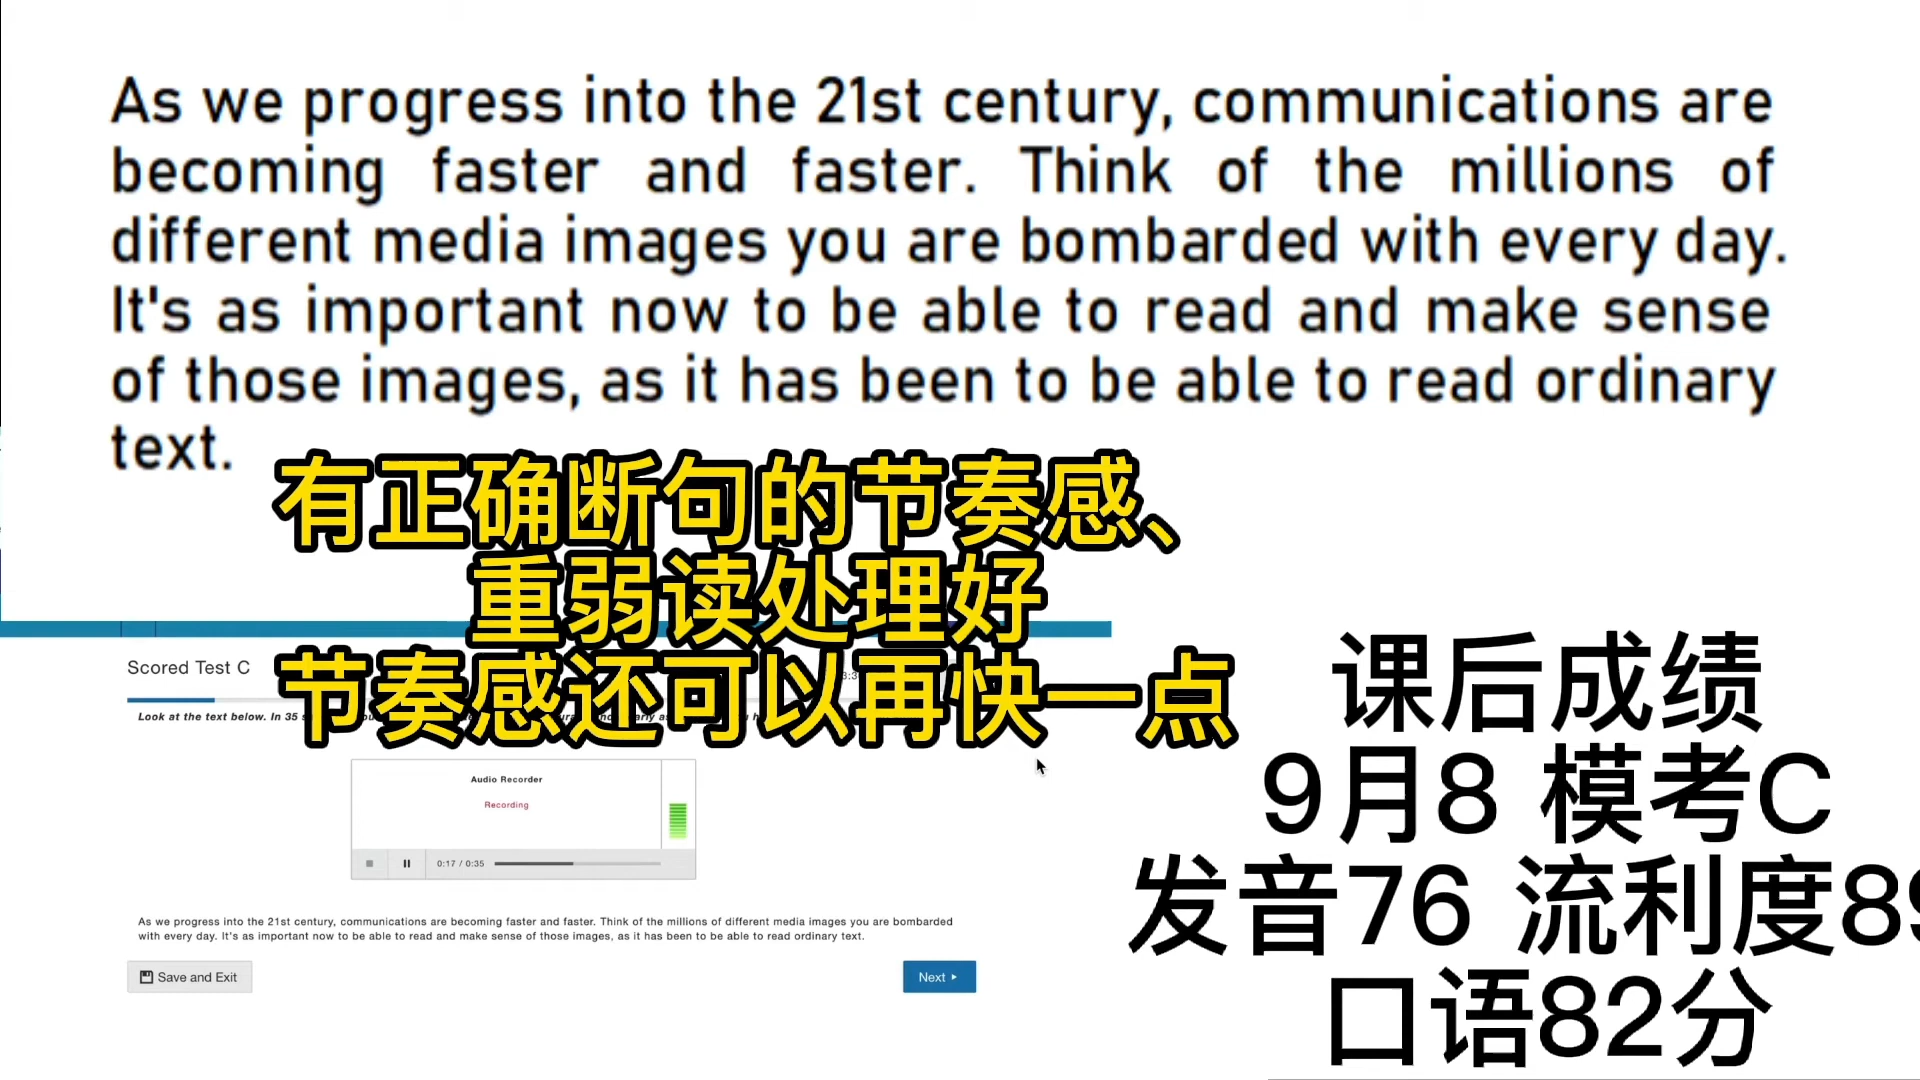 As we progress into the 21st century, communications are
becoming faster and faster. Think of the millions of
different media images you are bombarded with every day.
It's as important now to be able to read and make sense
of those images, as it has been to be able to read ordinary
text.
有正确断句的节奏感、
重弱读处理好
节奏感还可以再快一点
Scored Test C
Look at the text below. In 35
Audio Recorder
Recording
0:17 / 0:35
As we progress into the 21st century, communications are becoming faster and faster. Think of the millions of different media images you are bombarded
with every day. It's as important now to be able to read and make sense of those images, as it has been to be able to read ordinary text.
Save and Exit
Next
课后成绩
9月8 模考C
发音76 流利度89
口语82分